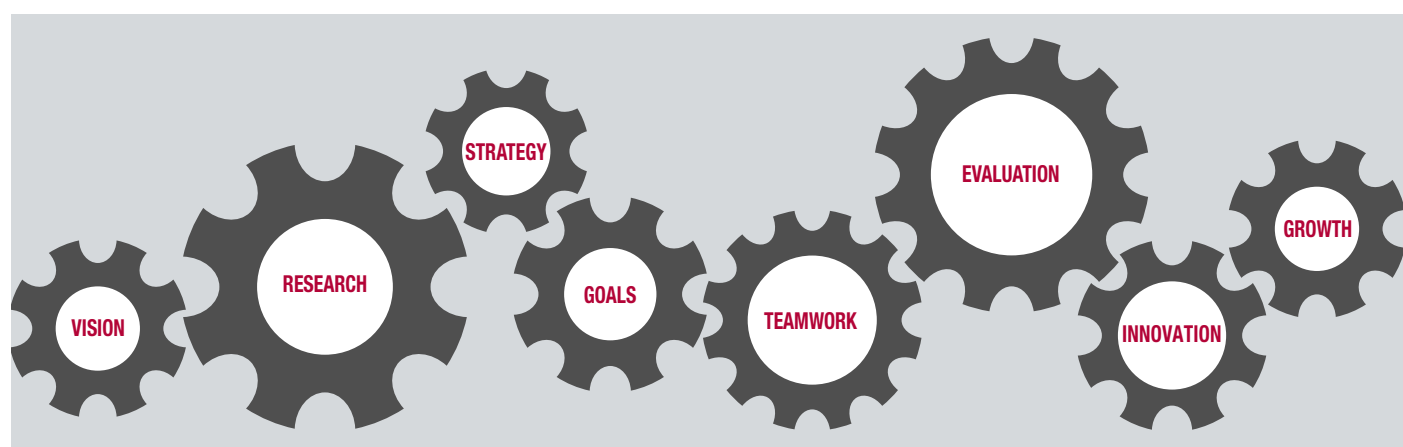 VISION
RESEARCH
STRATEGY
GOALS
TEAMWORK
EVALUATION
INNOVATION
GROWTH